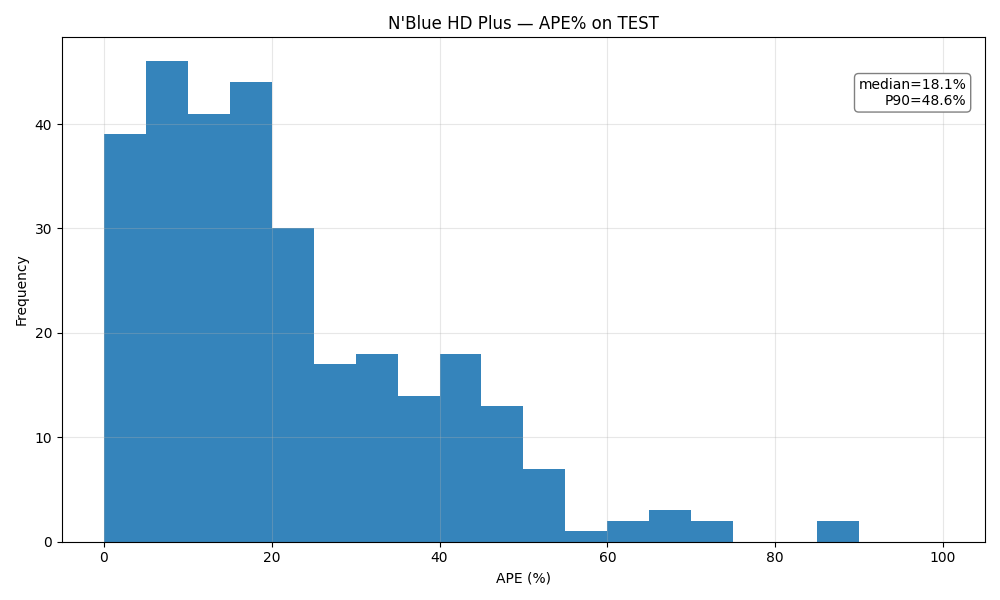 N'Blue HD Plus — APE% on TEST
median=18.1%
P90=48.6%
Frequency
40
30
20
10
0
0 20 40 60 80 100
APE (%)